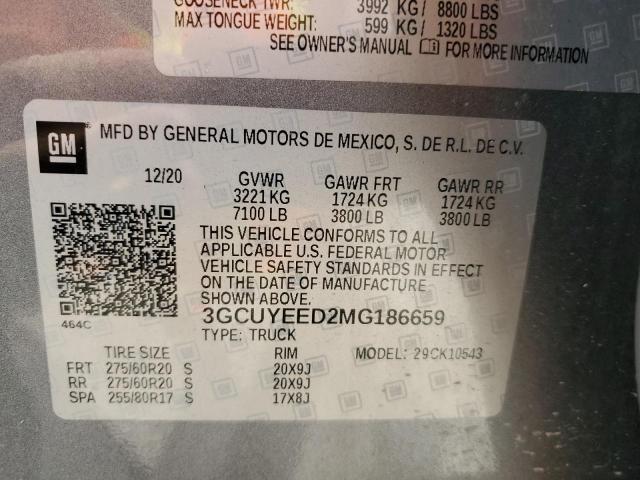 GOOSENECK TWR: 3992 KG/ 8800 LBS
MAX TONGUE WEIGHT: 599 KG/ 1320 LBS
SEE OWNER'S MANUAL FOR MORE INFORMATION
GM MFD BY GENERAL MOTORS DE MEXICO, S. DE R.L. DE C.V.
12/20 GVWR GAWR FRT GAWR RR
3221 KG 1724 KG 1724 KG
7100 LB 3800 LB 3800 LB
THIS VEHICLE CONFORMS TO ALL
APPLICABLE U.S. FEDERAL MOTOR
VEHICLE SAFETY STANDARDS IN EFFECT
ON THE DATE OF MANUFACTURE
SHOWN ABOVE.
464C 3GCUYEED2MG186659
TYPE: TRUCK
TIRE SIZE RIM MODEL: 29CK10543
FRT 275/60R20 S 20X9J
RR 275/60R20 S 20X9J
SPA 255/80R17 S 17X8J